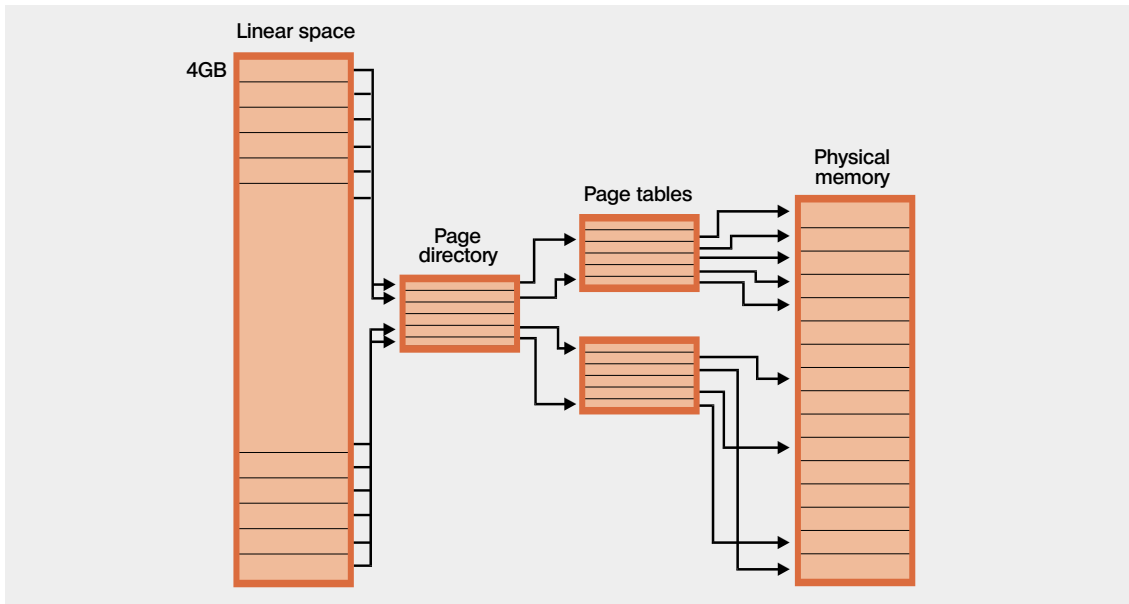 Linear space
4GB
Page
directory
Page tables
Physical
memory